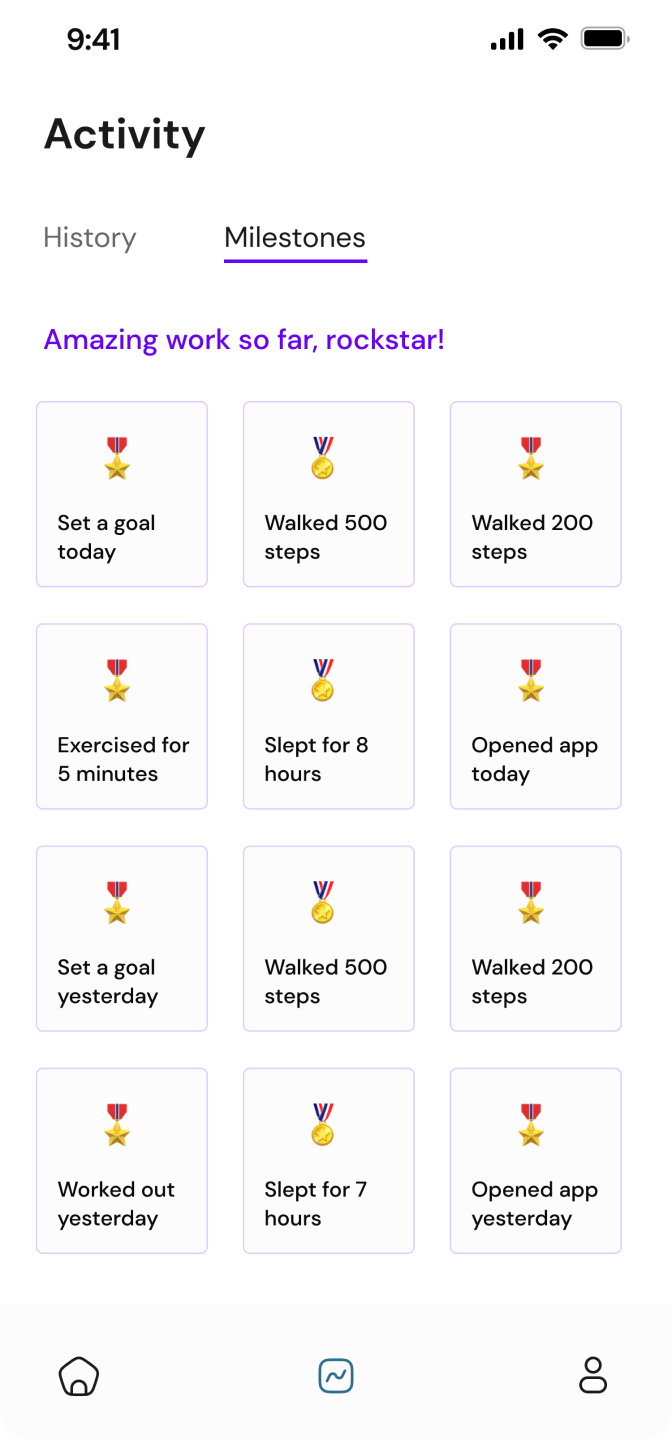 9:41
Activity
History
Milestones
Amazing work so far, rockstar!
Set a goal
today
Walked 500
steps
Walked 200
steps
Exercised for
5 minutes
Slept for 8
hours
Opened app
today
Set a goal
yesterday
Walked 500
steps
Walked 200
steps
Worked out
yesterday
Slept for 7
hours
Opened app
yesterday